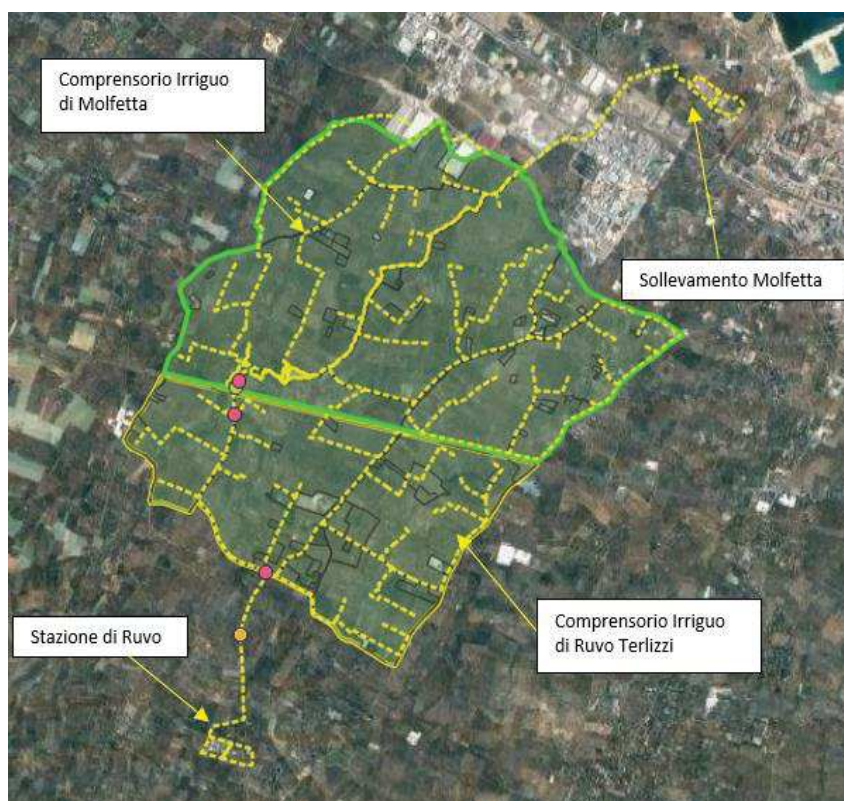 Comprensorio Irriguo
di Molfetta
Sollevamento Molfetta
Stazione di Ruvo
Comprensorio Irriguo
di Ruvo Terlizzi